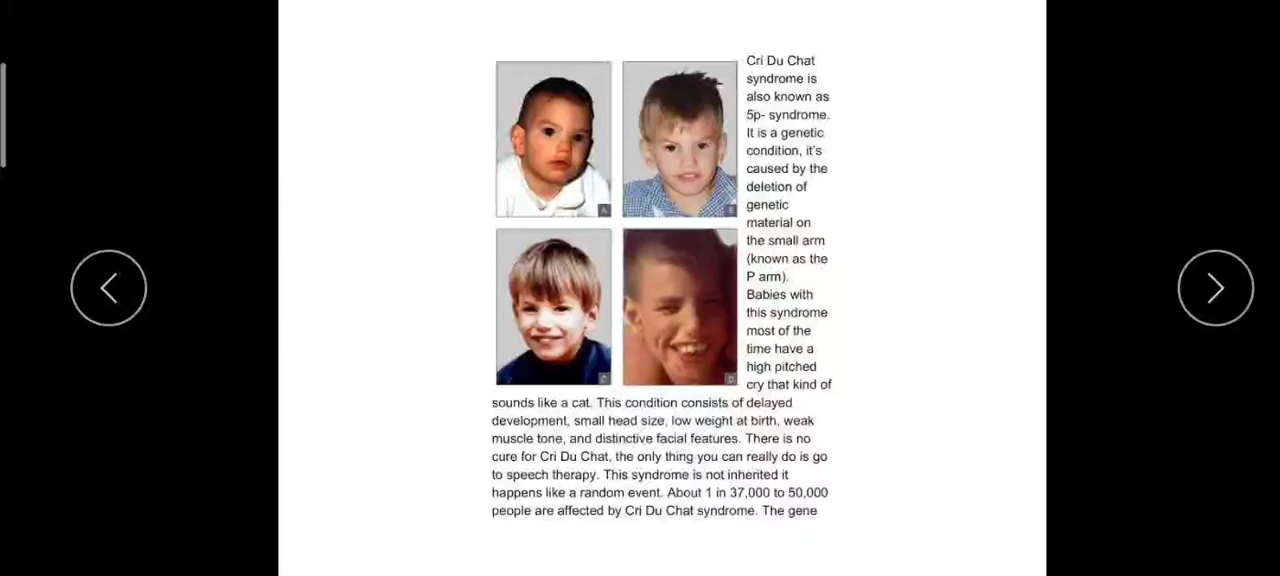 Cri Du Chat
syndrome is
also known as
5p- syndrome.
It is a genetic
condition, it's
caused by the
deletion of
genetic
material on
the small arm
(known as the
P arm).
Babies with
this syndrome
most of the
time have a
high pitched
cry that kind of
sounds like a cat. This condition consists of delayed
development, small head size, low weight at birth, weak
muscle tone, and distinctive facial features. There is no
cure for Cri Du Chat, the only thing you can really do is go
to speech therapy. This syndrome is not inherited it
happens like a random event. About 1 in 37,000 to 50,000
people are affected by Cri Du Chat syndrome. The gene
A
B
C
D